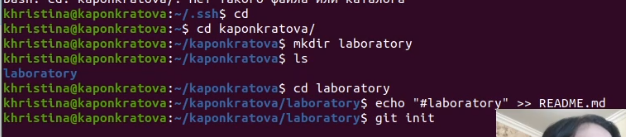 bash: cd: kaponkratova/: Нет такого файла или каталога
khristina@kaponkratova:~/.ssh$ cd
khristina@kaponkratova:~$ cd kaponkratova/
khristina@kaponkratova:~/kaponkratova$ mkdir laboratory
khristina@kaponkratova:~/kaponkratova$ ls
laboratory
khristina@kaponkratova:~/kaponkratova$ cd laboratory
khristina@kaponkratova:~/kaponkratova/laboratory$ echo "#laboratory" >> README.md
khristina@kaponkratova:~/kaponkratova/laboratory$ git init